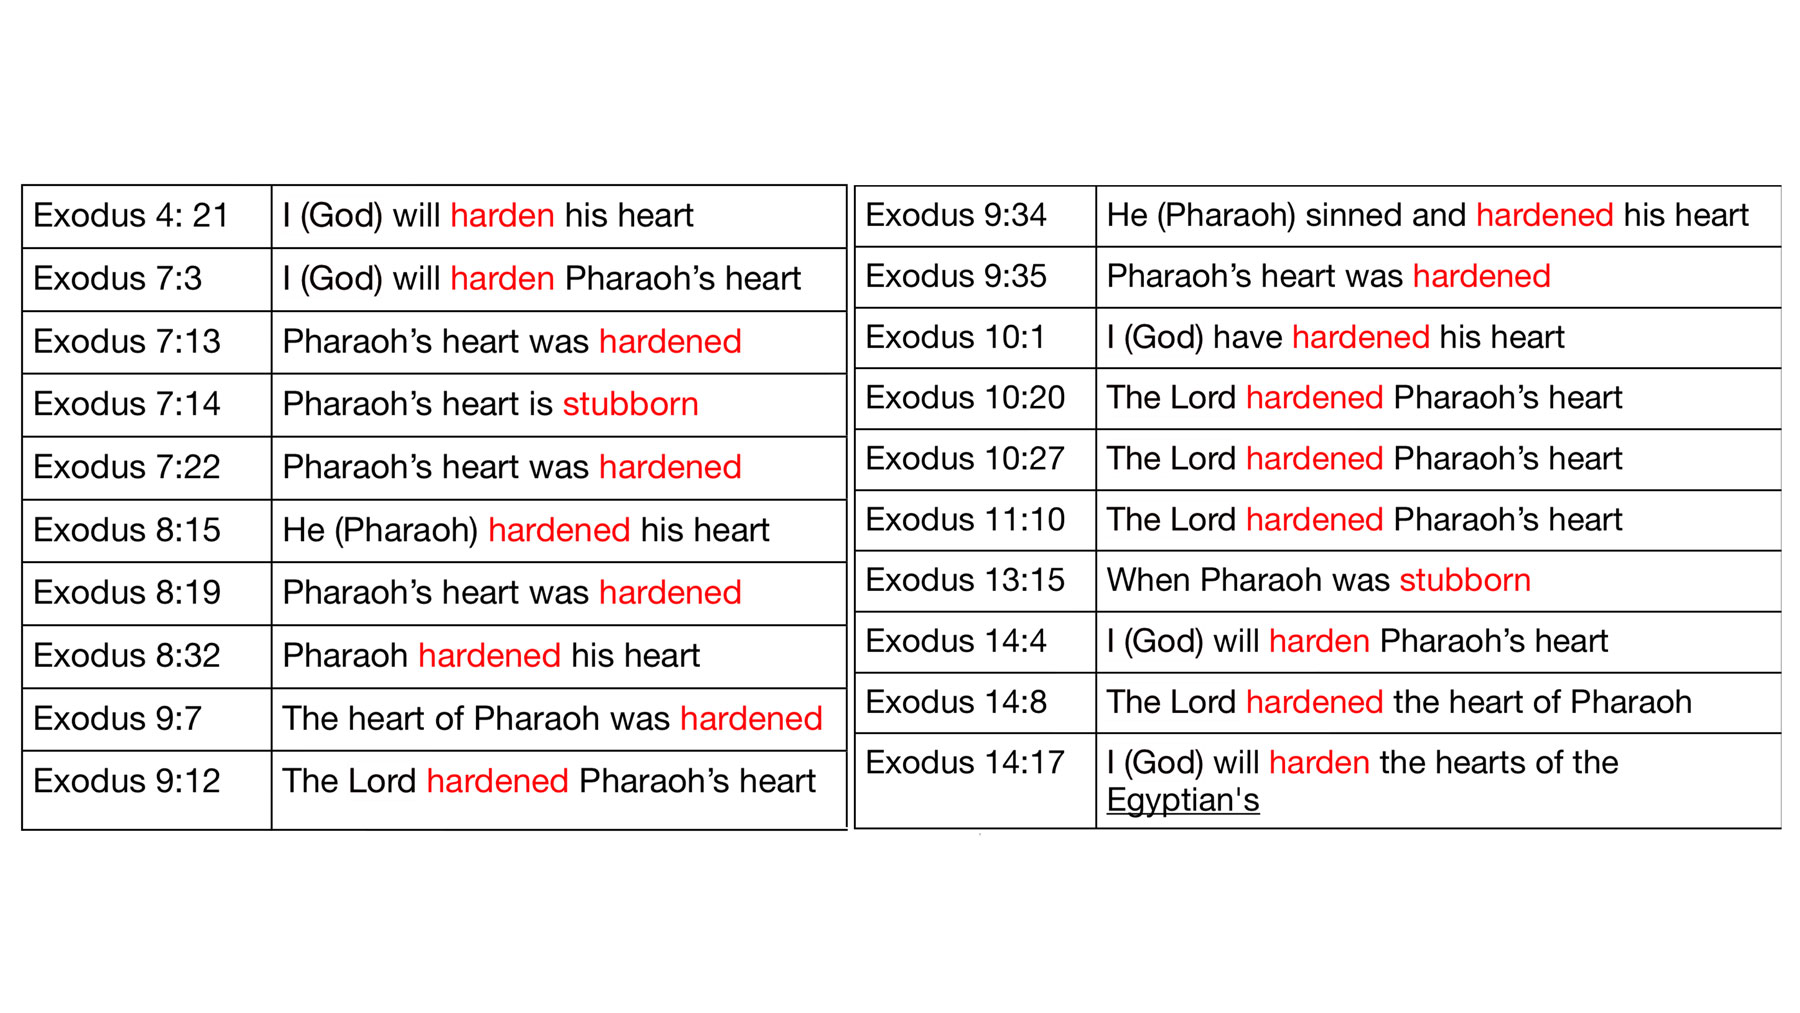 Exodus 4: 21 I (God) will harden his heart
Exodus 7:3 I (God) will harden Pharaoh’s heart
Exodus 7:13 Pharaoh’s heart was hardened
Exodus 7:14 Pharaoh’s heart is stubborn
Exodus 7:22 Pharaoh’s heart was hardened
Exodus 8:15 He (Pharaoh) hardened his heart
Exodus 8:19 Pharaoh’s heart was hardened
Exodus 8:32 Pharaoh hardened his heart
Exodus 9:7 The heart of Pharaoh was hardened
Exodus 9:12 The Lord hardened Pharaoh’s heart
Exodus 9:34 He (Pharaoh) sinned and hardened his heart
Exodus 9:35 Pharaoh’s heart was hardened
Exodus 10:1 I (God) have hardened his heart
Exodus 10:20 The Lord hardened Pharaoh’s heart
Exodus 10:27 The Lord hardened Pharaoh’s heart
Exodus 11:10 The Lord hardened Pharaoh’s heart
Exodus 13:15 When Pharaoh was stubborn
Exodus 14:4 I (God) will harden Pharaoh’s heart
Exodus 14:8 The Lord hardened the heart of Pharaoh
Exodus 14:17 I (God) will harden the hearts of the
Egyptian's